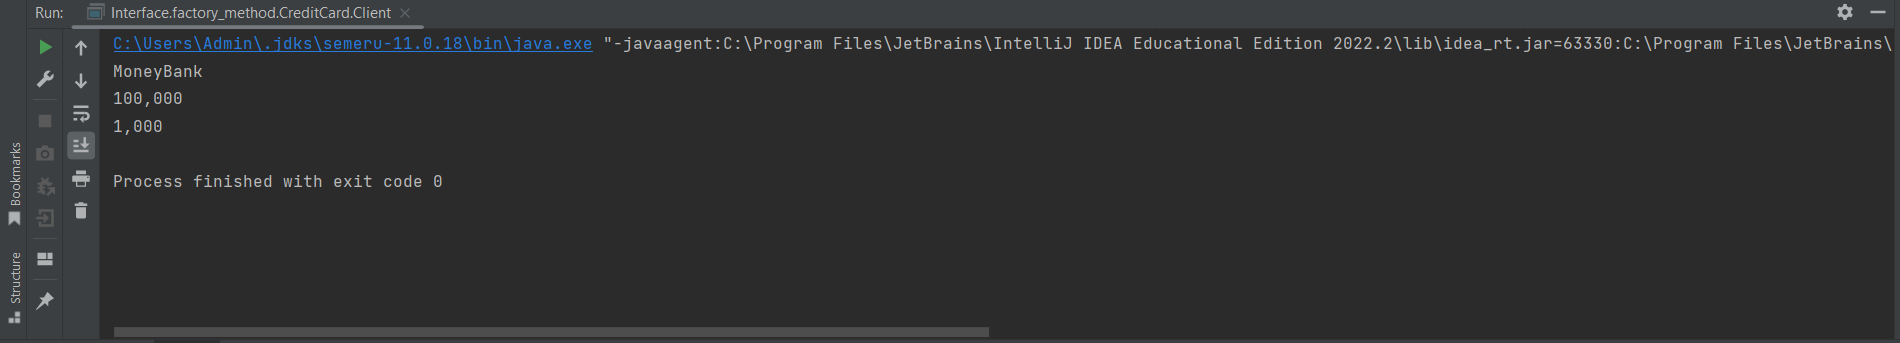 Run: Interface.factory_method.CreditCard.Client
C:\Users\Admin\.jdks\semeru-11.0.18\bin\java.exe "-javaagent:C:\Program Files\JetBrains\IntelliJ IDEA Educational Edition 2022.2\lib\idea_rt.jar=63330:C:\Program Files\JetBrains\
MoneyBank
100,000
1,000
Process finished with exit code 0
Bookmarks
Structure